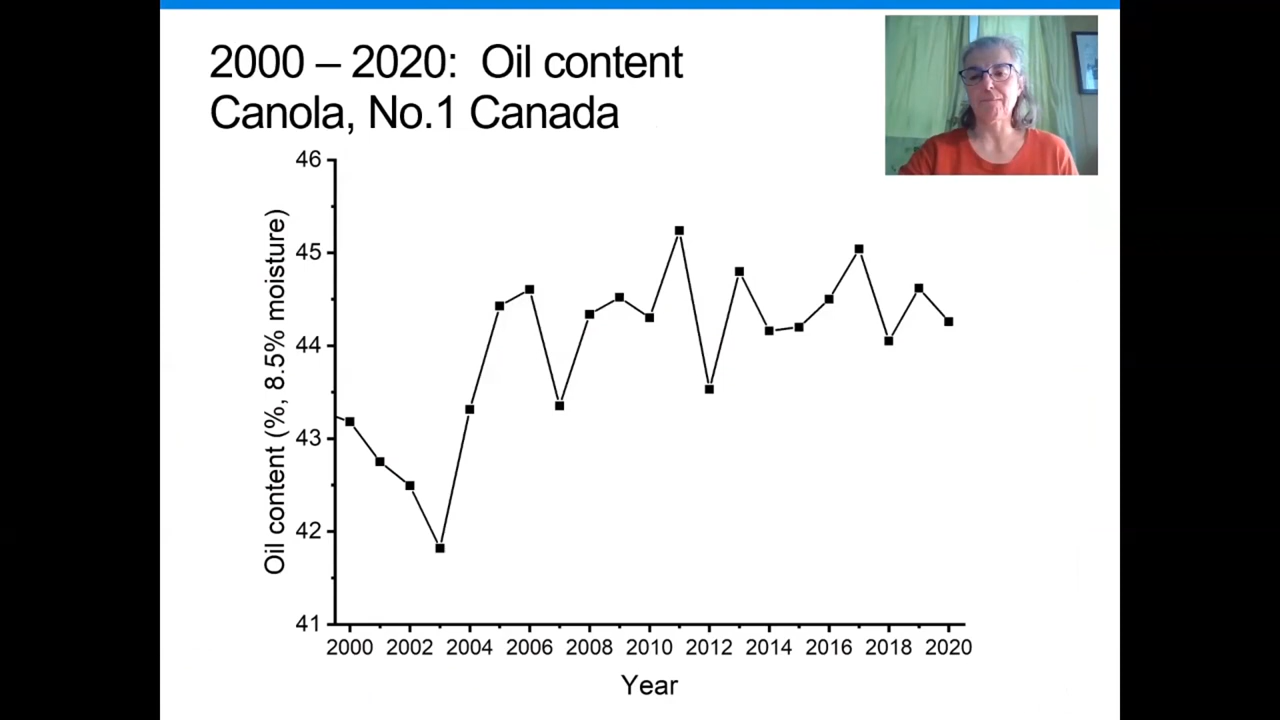 2000 – 2020:  Oil content
Canola, No.1 Canada
46
45
44
43
42
41
Oil content (%, 8.5% moisture)
2000 2002 2004 2006 2008 2010 2012 2014 2016 2018 2020
Year